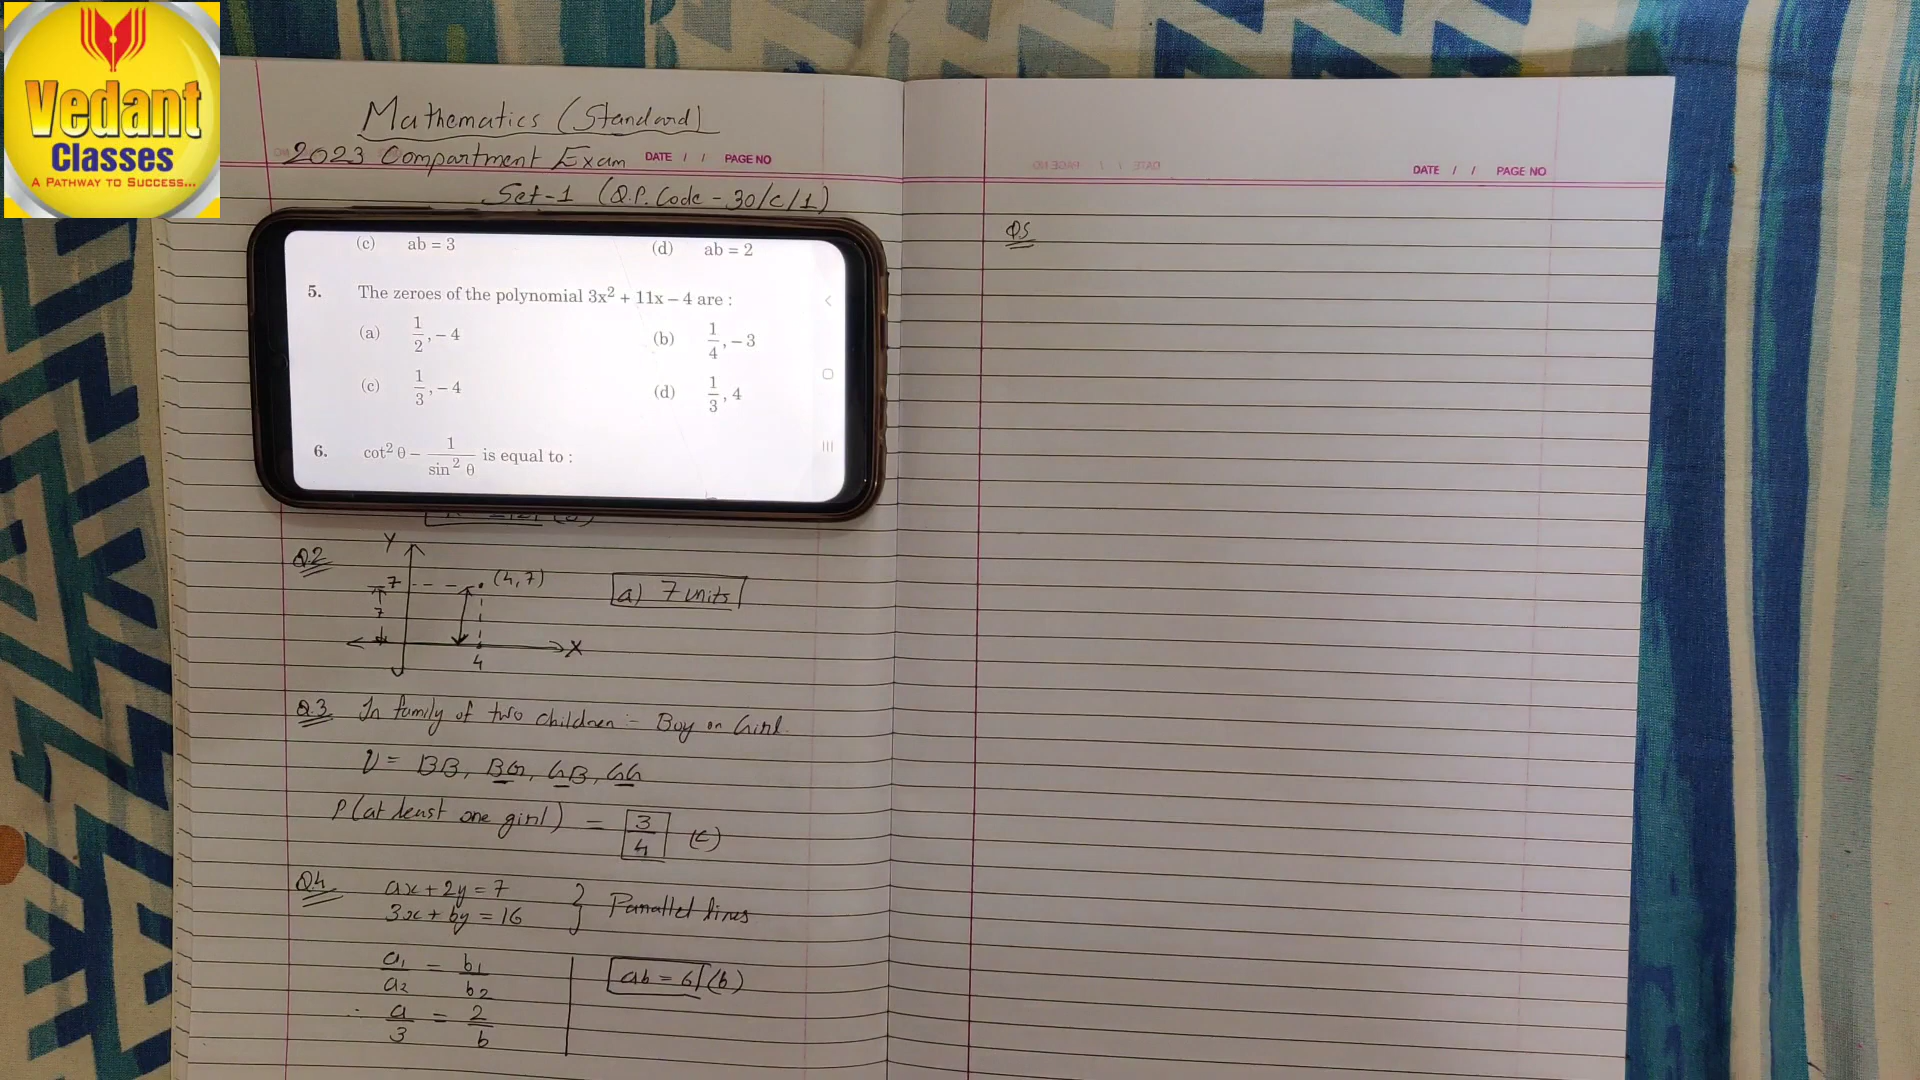 Vedant
Classes
A PATHWAY TO SUCCESS...
Mathematics (Standard)
2023 Compartment Exam
DATE / / PAGE NO
Set-1 (Q.P. Code - 30/c/1)
(c) ab = 3 (d) ab = 2
5. The zeroes of the polynomial 3x² + 11x – 4 are :
(a) 1/2, – 4 (b) 1/4, – 3
(c) 1/3, – 4 (d) 1/3, 4
6. cot² θ – 1/sin² θ is equal to :
Q.2 Y
7 (4,7) a) 7 units
7
X
4
Q.3 In family of two children :- Boy or Girl.
U = BB, BG, GB, GG
P(at least one girl) = 3/4 (c)
Q.4 ax + 2y = 7
3x + by = 16 } Parallel lines
a₁/a₂ = b₁/b₂ ab = 6 (b)
∴ a/3 = 2/b
DATE / / PAGE NO
Q5